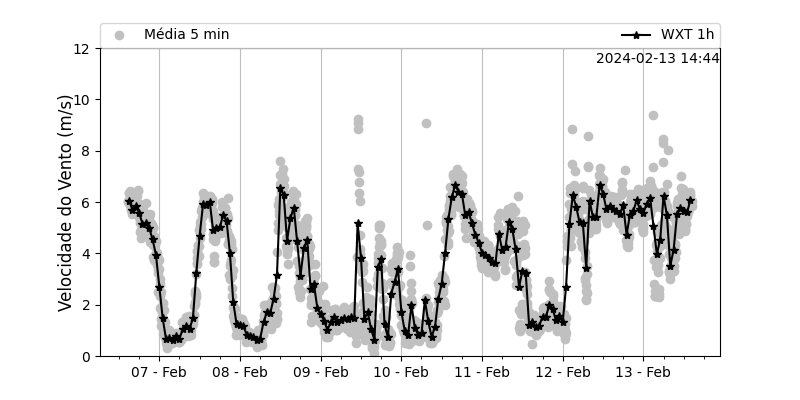 Média 5 min
WXT 1h
2024-02-13 14:44
Velocidade do Vento (m/s)
12
10
8
6
4
2
0
07 - Feb
08 - Feb
09 - Feb
10 - Feb
11 - Feb
12 - Feb
13 - Feb